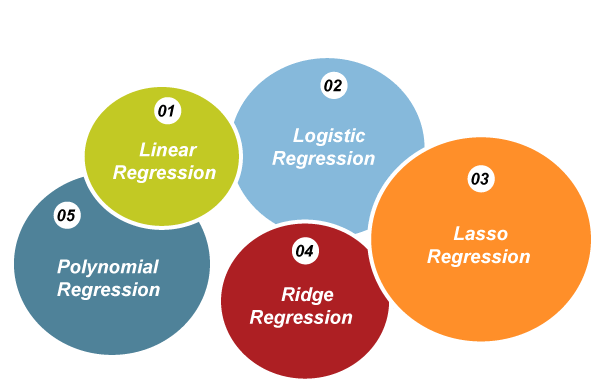 01
Linear
Regression
02
Logistic
Regression
03
Lasso
Regression
04
Ridge
Regression
05
Polynomial
Regression